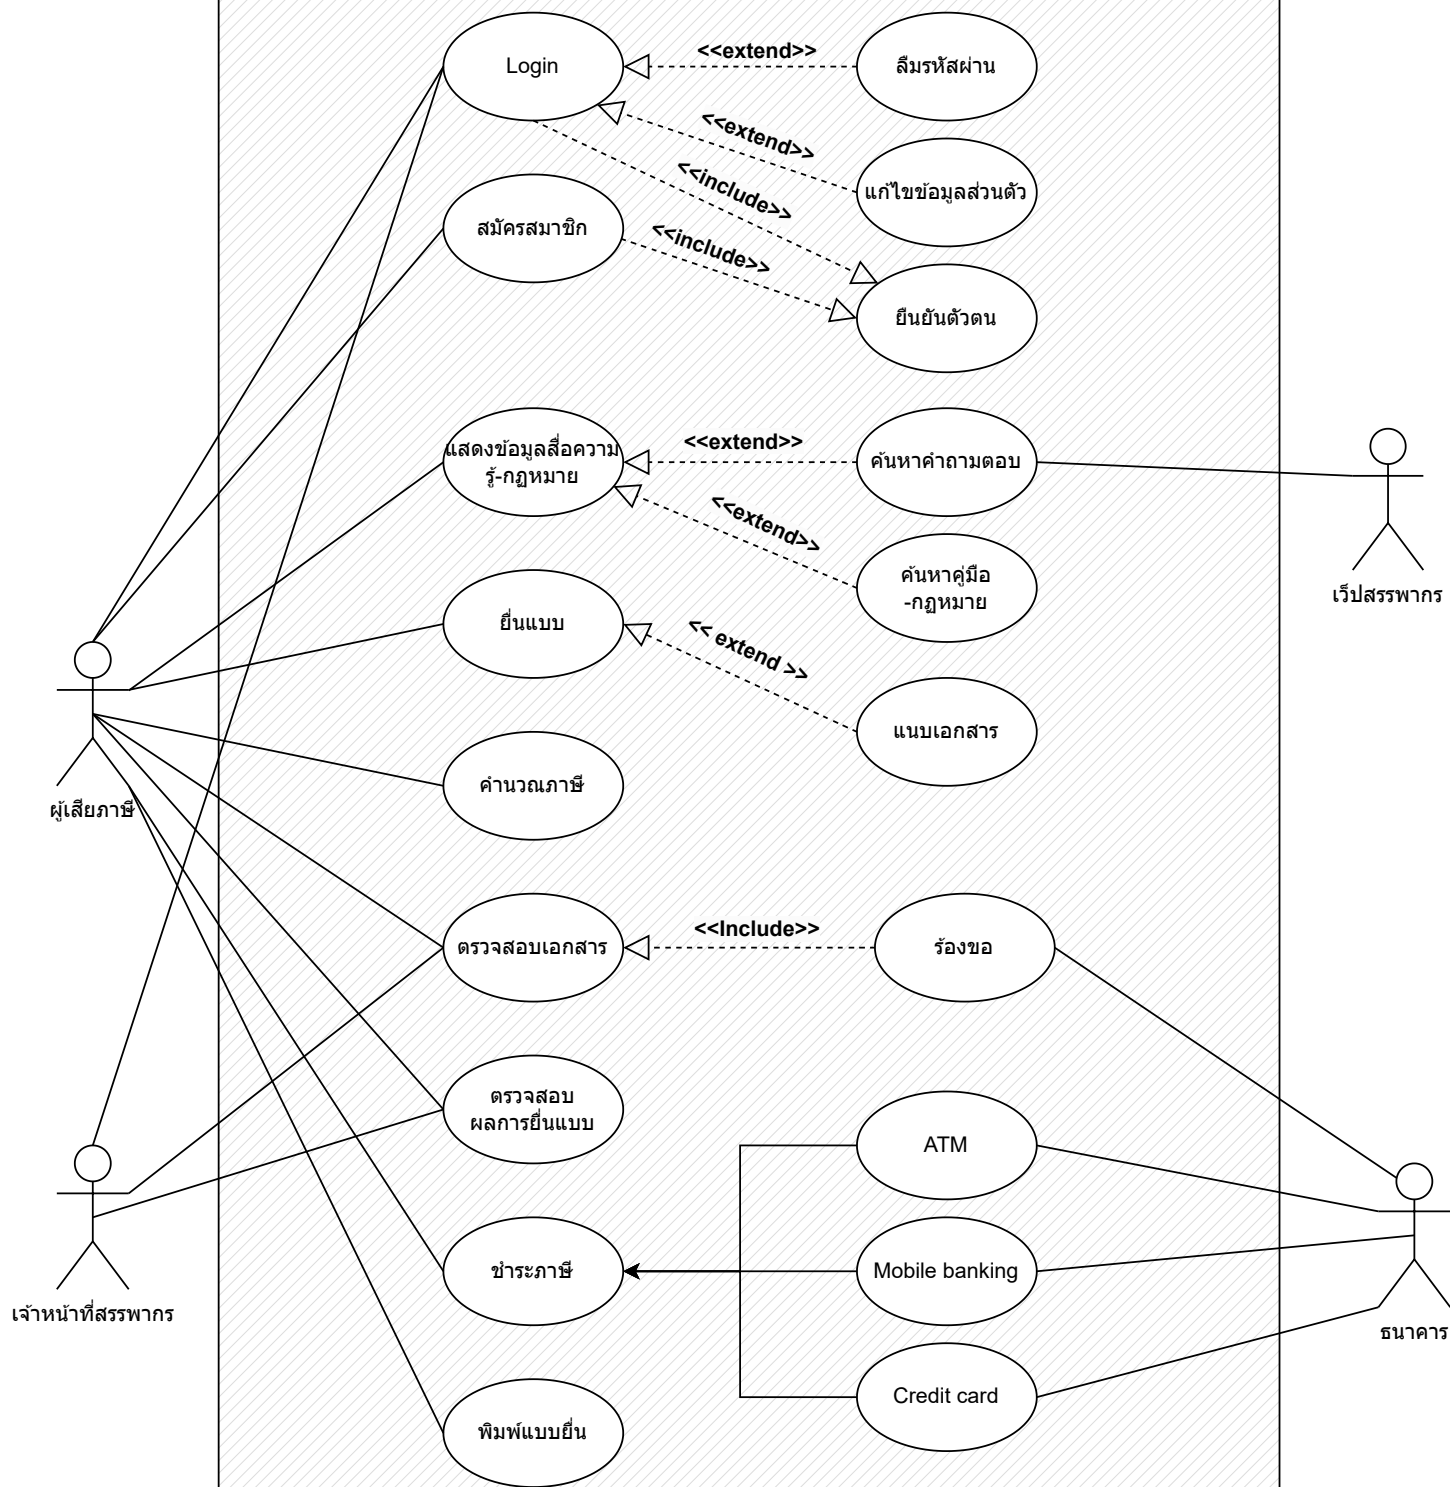 Login
<<extend>>
ลืมรหัสผ่าน
<<extend>>
แก้ไขข้อมูลส่วนตัว
<<include>>
สมัครสมาชิก
<<include>>
ยืนยันตัวตน
แสดงข้อมูลสื่อความ
รู้-กฏหมาย
<<extend>>
ค้นหาคำถามตอบ
<<extend>>
ค้นหาคู่มือ
-กฏหมาย
เว็ปสรรพากร
ยื่นแบบ
<< extend >>
แนบเอกสาร
คำนวณภาษี
ผู้เสียภาษี
ตรวจสอบเอกสาร
<<Include>>
ร้องขอ
ตรวจสอบ
ผลการยื่นแบบ
ATM
ชำระภาษี
Mobile banking
เจ้าหน้าที่สรรพากร
ธนาคาร
Credit card
พิมพ์แบบยื่น